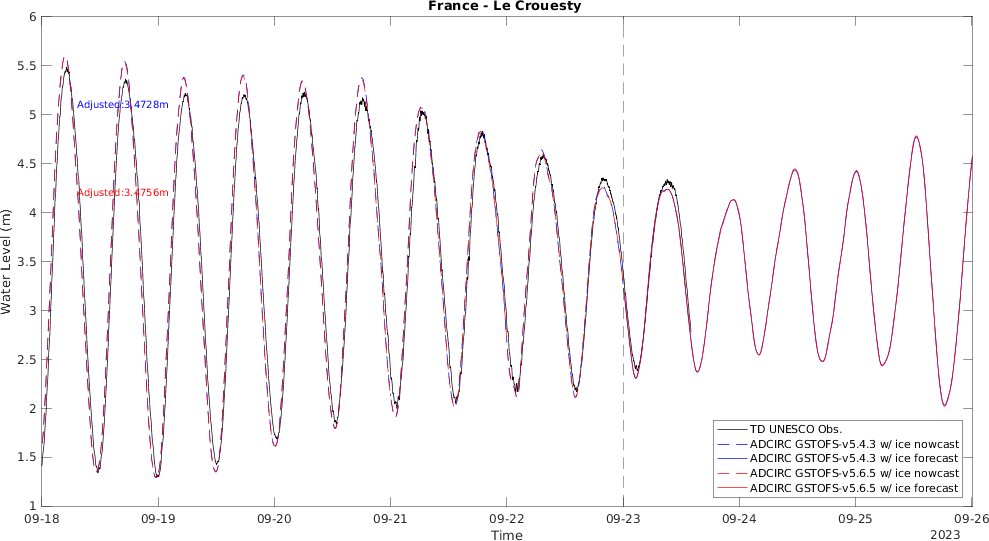 France - Le Crouesty
6
5.5
5
4.5
4
3.5
3
2.5
2
1.5
1
Water Level (m)
Adjusted:3.4728m
Adjusted:3.4756m
TD UNESCO Obs.
ADCIRC GSTOFS-v5.4.3 w/ ice nowcast
ADCIRC GSTOFS-v5.4.3 w/ ice forecast
ADCIRC GSTOFS-v5.6.5 w/ ice nowcast
ADCIRC GSTOFS-v5.6.5 w/ ice forecast
09-18 09-19 09-20 09-21 09-22 09-23 09-24 09-25 09-26
Time
2023